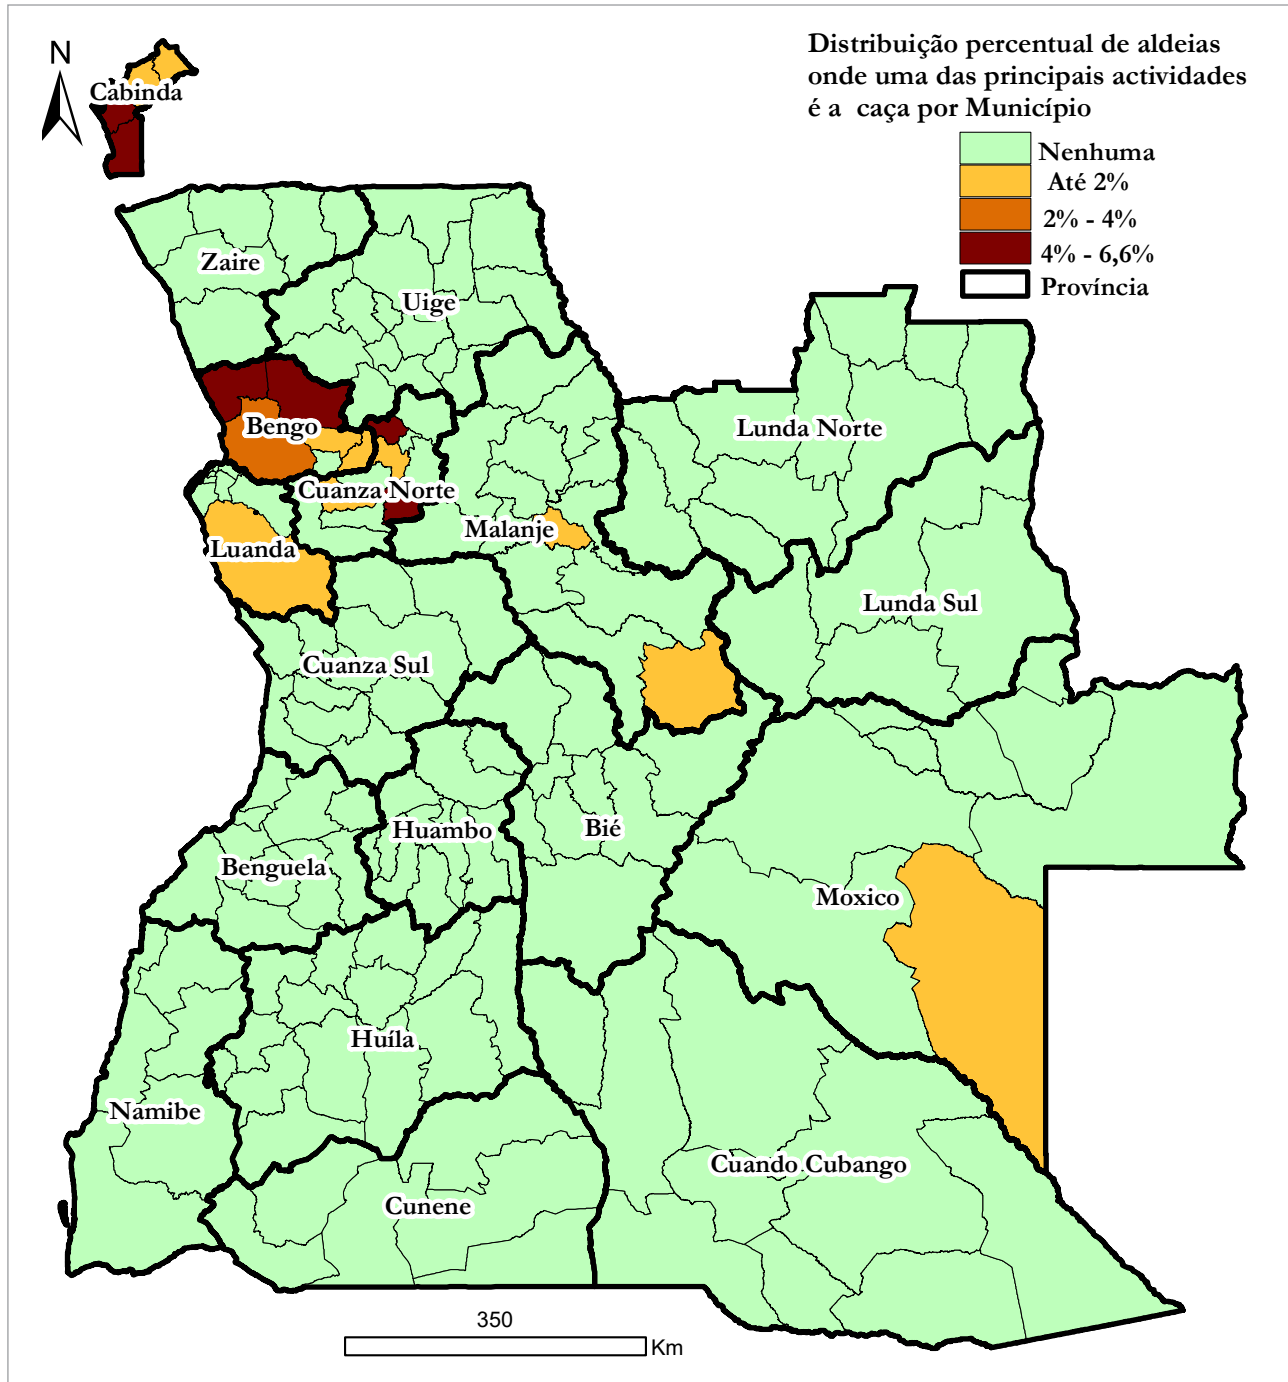 Distribuição percentual de aldeias
onde uma das principais actividades
é a caça por Município
Nenhuma
Até 2%
2% - 4%
4% - 6,6%
Província
N
Cabinda
Zaire
Uige
Bengo
Lunda Norte
Cuanza Norte
Malanje
Luanda
Lunda Sul
Cuanza Sul
Huambo
Bié
Benguela
Moxico
Huíla
Namibe
Cuando Cubango
Cunene
350
Km